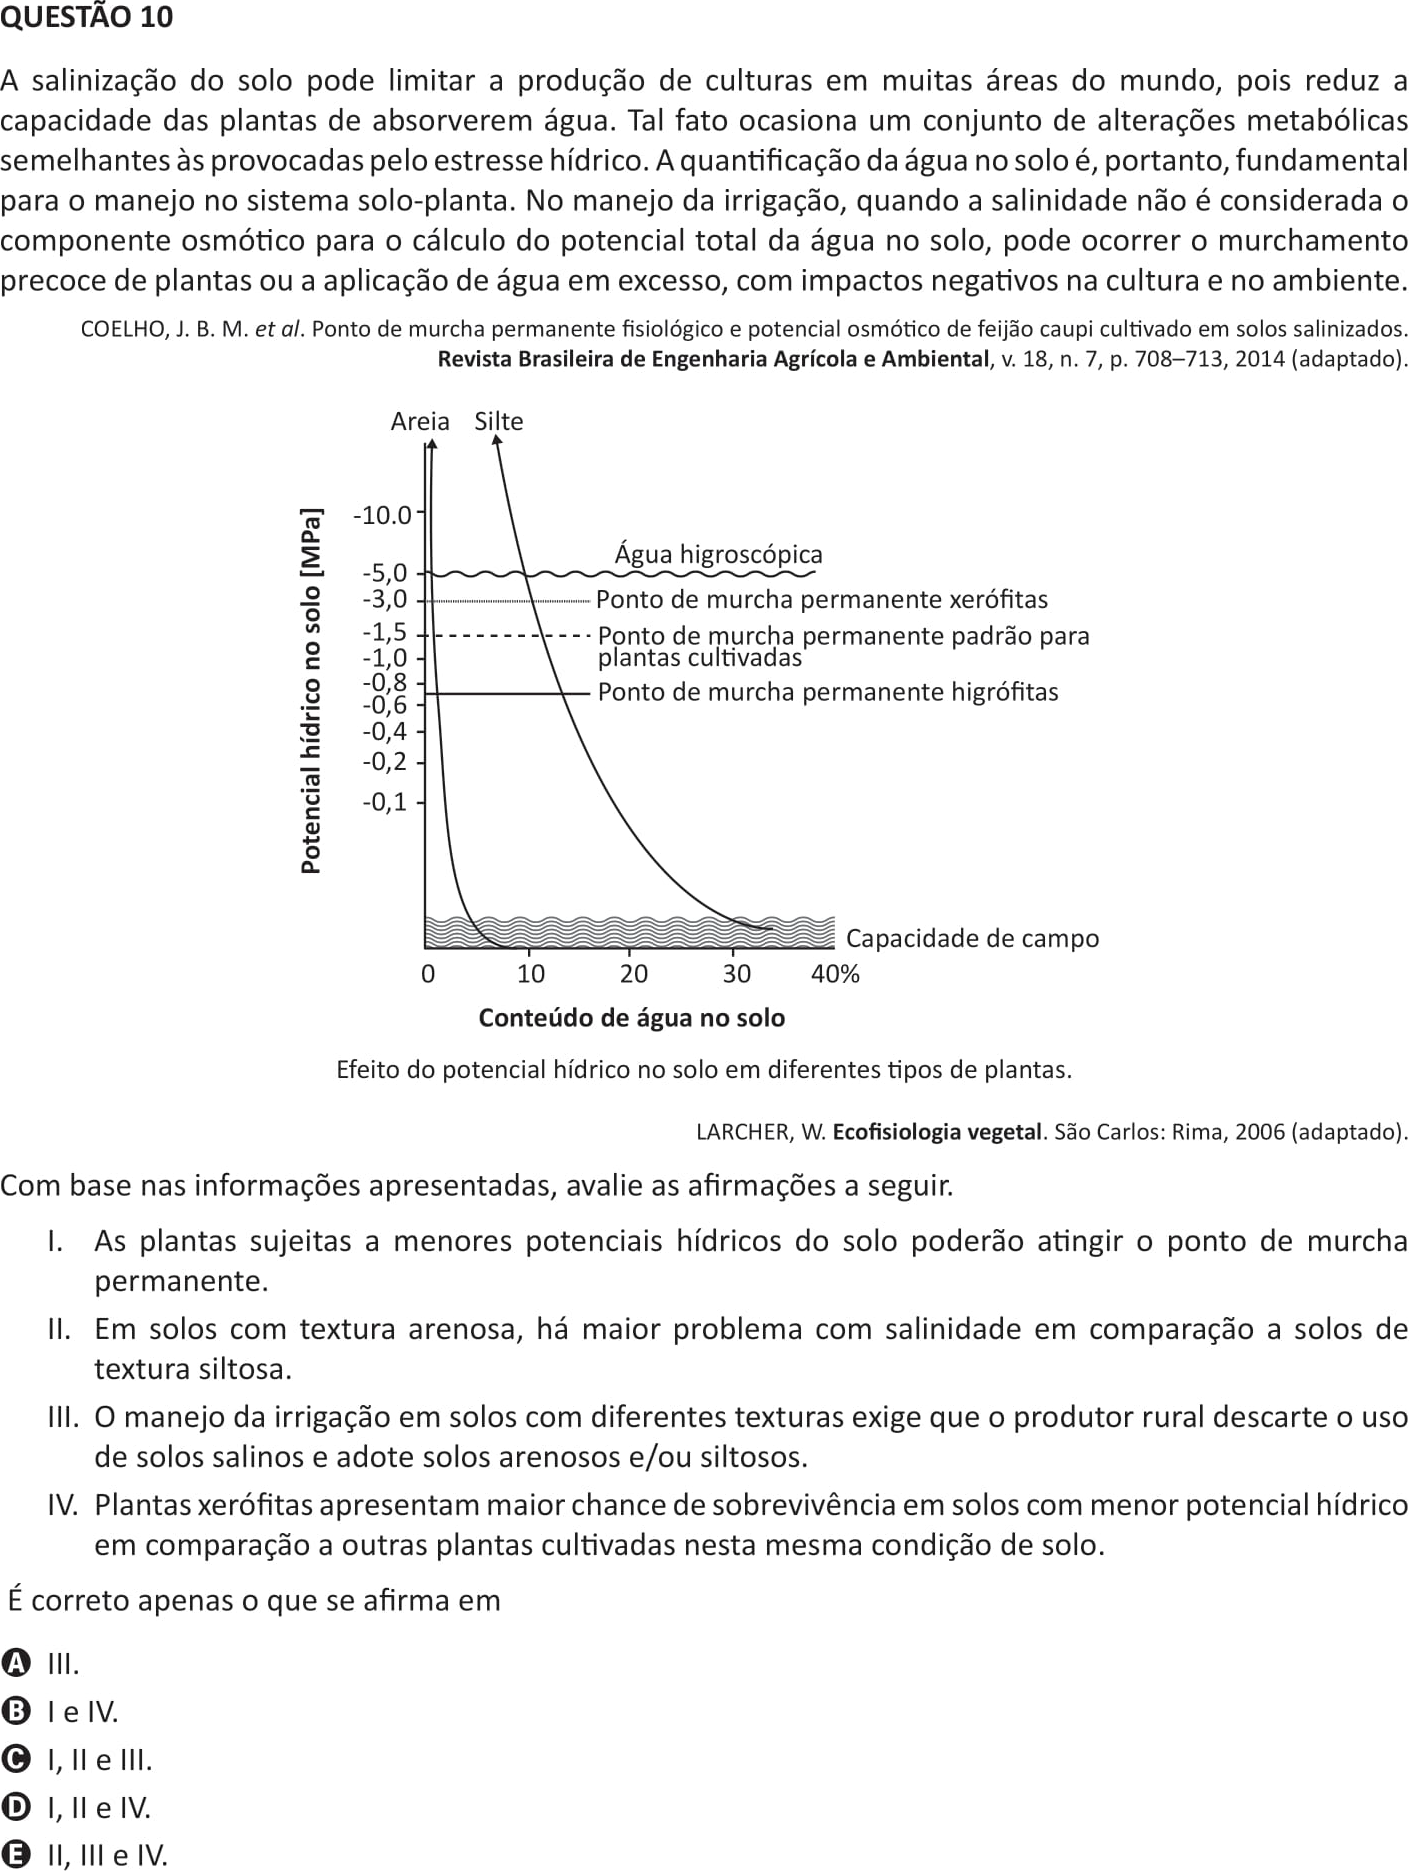 QUESTÃO 10
A salinização do solo pode limitar a produção de culturas em muitas áreas do mundo, pois reduz a
capacidade das plantas de absorverem água. Tal fato ocasiona um conjunto de alterações metabólicas
semelhantes às provocadas pelo estresse hídrico. A quantificação da água no solo é, portanto, fundamental
para o manejo no sistema solo-planta. No manejo da irrigação, quando a salinidade não é considerada o
componente osmótico para o cálculo do potencial total da água no solo, pode ocorrer o murchamento
precoce de plantas ou a aplicação de água em excesso, com impactos negativos na cultura e no ambiente.
COELHO, J. B. M. et al. Ponto de murcha permanente fisiológico e potencial osmótico de feijão caupi cultivado em solos salinizados.
Revista Brasileira de Engenharia Agrícola e Ambiental, v. 18, n. 7, p. 708–713, 2014 (adaptado).
Areia Silte
Potencial hídrico no solo [MPa]
-10.0
Água higroscópica
-5,0
-3,0 Ponto de murcha permanente xerófitas
-1,5 Ponto de murcha permanente padrão para
-1,0 plantas cultivadas
-0,8 Ponto de murcha permanente higrófitas
-0,6
-0,4
-0,2
-0,1
Capacidade de campo
0 10 20 30 40%
Conteúdo de água no solo
Efeito do potencial hídrico no solo em diferentes tipos de plantas.
LARCHER, W. Ecofisiologia vegetal. São Carlos: Rima, 2006 (adaptado).
Com base nas informações apresentadas, avalie as afirmações a seguir.
I. As plantas sujeitas a menores potenciais hídricos do solo poderão atingir o ponto de murcha
permanente.
II. Em solos com textura arenosa, há maior problema com salinidade em comparação a solos de
textura siltosa.
III. O manejo da irrigação em solos com diferentes texturas exige que o produtor rural descarte o uso
de solos salinos e adote solos arenosos e/ou siltosos.
IV. Plantas xerófitas apresentam maior chance de sobrevivência em solos com menor potencial hídrico
em comparação a outras plantas cultivadas nesta mesma condição de solo.
É correto apenas o que se afirma em
A III.
B I e IV.
C I, II e III.
D I, II e IV.
E II, III e IV.